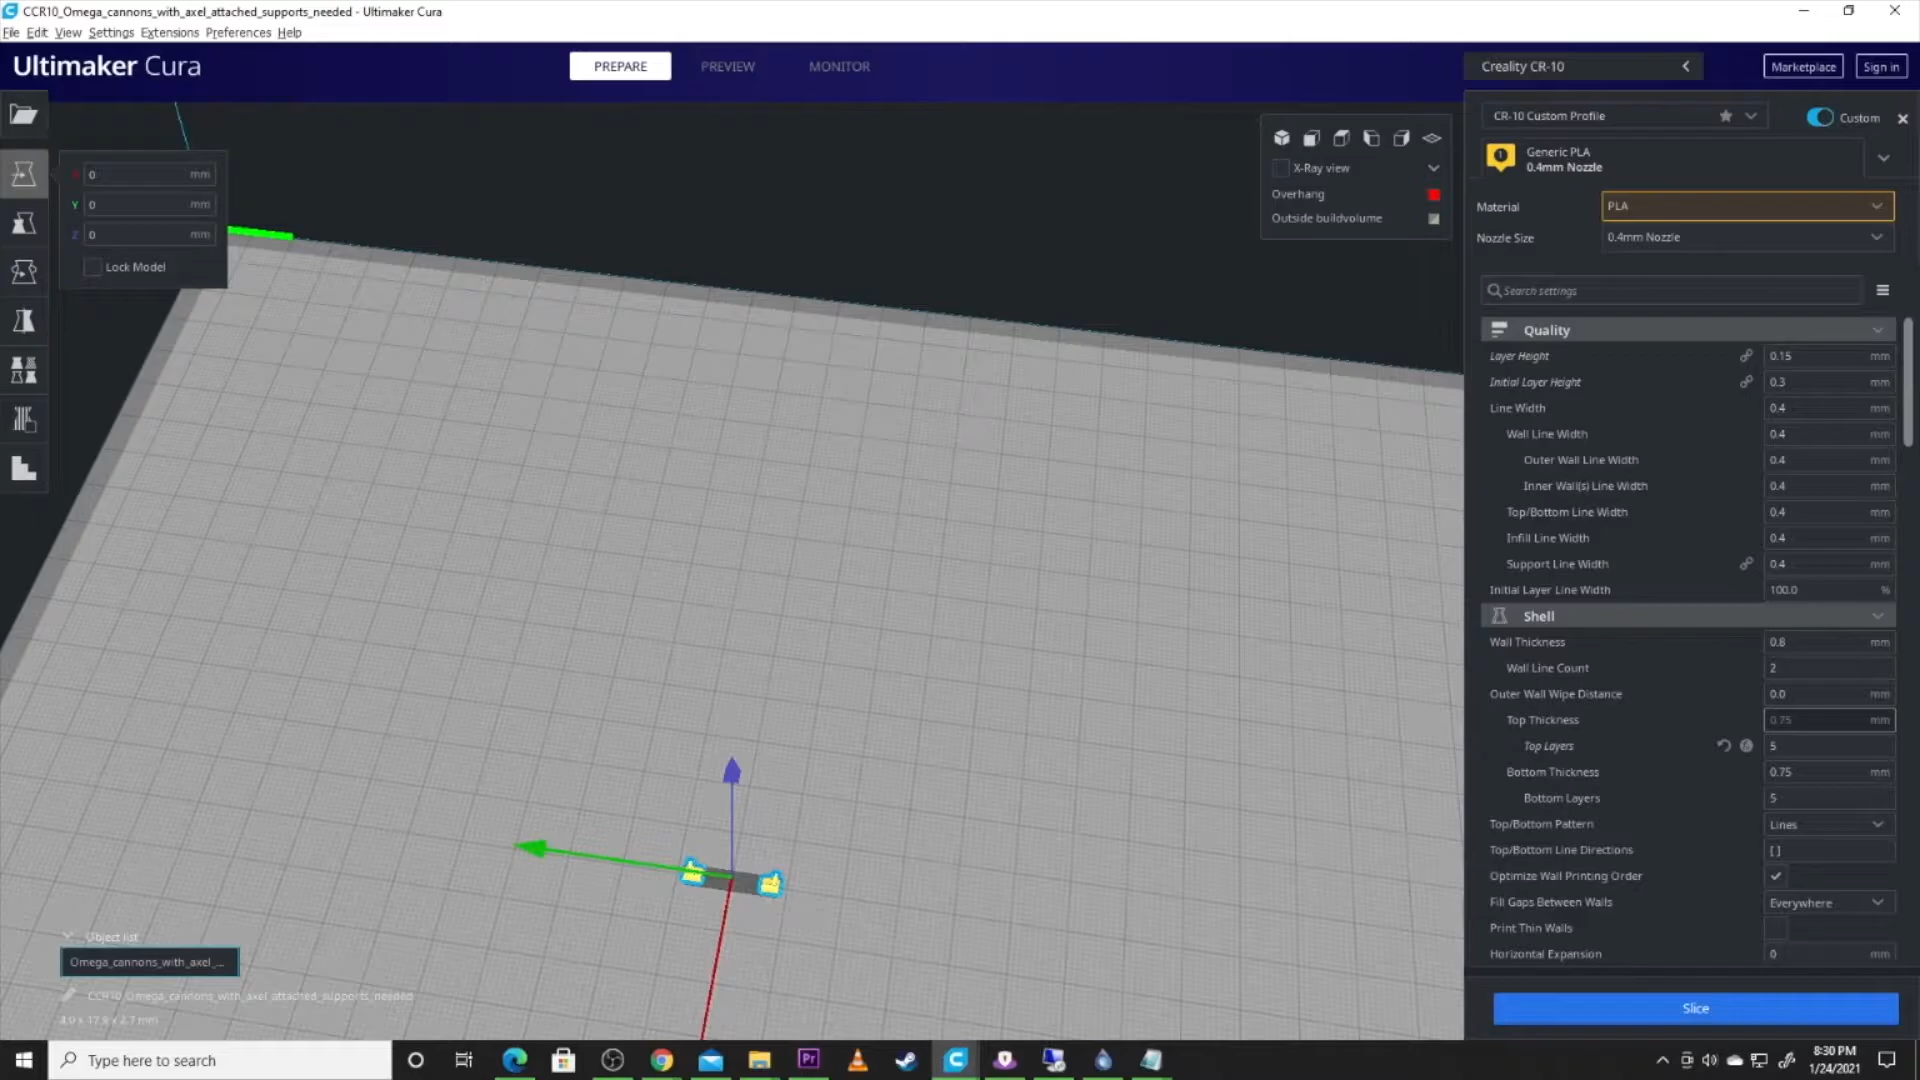 CCR10_Omega_cannons_with_axel_attached_supports_needed - Ultimaker Cura
File Edit View Settings Extensions Preferences Help
Ultimaker Cura
PREPARE PREVIEW MONITOR
Creality CR-10
Marketplace
Sign in
CR-10 Custom Profile
Custom
Generic PLA
0.4mm Nozzle
Material PLA
Nozzle Size 0.4mm Nozzle
Search settings
X 0 mm
Y 0 mm
Z 0 mm
Lock Model
X-Ray view
Overhang
Outside buildvolume
Quality
Layer Height 0.15 mm
Initial Layer Height 0.3 mm
Line Width 0.4 mm
Wall Line Width 0.4 mm
Outer Wall Line Width 0.4 mm
Inner Wall(s) Line Width 0.4 mm
Top/Bottom Line Width 0.4 mm
Infill Line Width 0.4 mm
Support Line Width 0.4 mm
Initial Layer Line Width 100.0 %
Shell
Wall Thickness 0.8 mm
Wall Line Count 2
Outer Wall Wipe Distance 0.0 mm
Top Thickness 0.75 mm
Top Layers 5
Bottom Thickness 0.75 mm
Bottom Layers 5
Top/Bottom Pattern Lines
Top/Bottom Line Directions [ ]
Optimize Wall Printing Order
Fill Gaps Between Walls Everywhere
Print Thin Walls
Horizontal Expansion 0 mm
Slice
Object list
Omega_cannons_with_axel_...
CCR10_Omega_cannons_with_axel_attached_supports_needed
4.0 x 17.9 x 2.7 mm
Type here to search
Pr
8:30 PM
1/24/2021